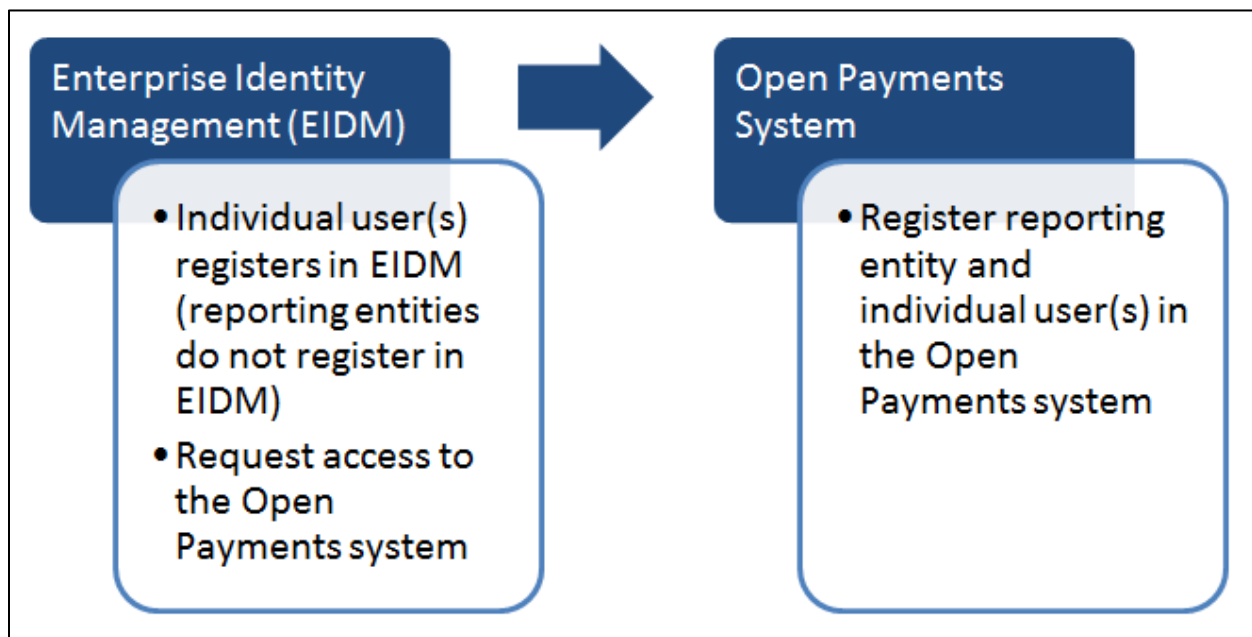 Enterprise Identity
Management (EIDM)
• Individual user(s)
registers in EIDM
(reporting entities
do not register in
EIDM)
• Request access to
the Open
Payments system
Open Payments
System
• Register reporting
entity and
individual user(s) in
the Open
Payments system